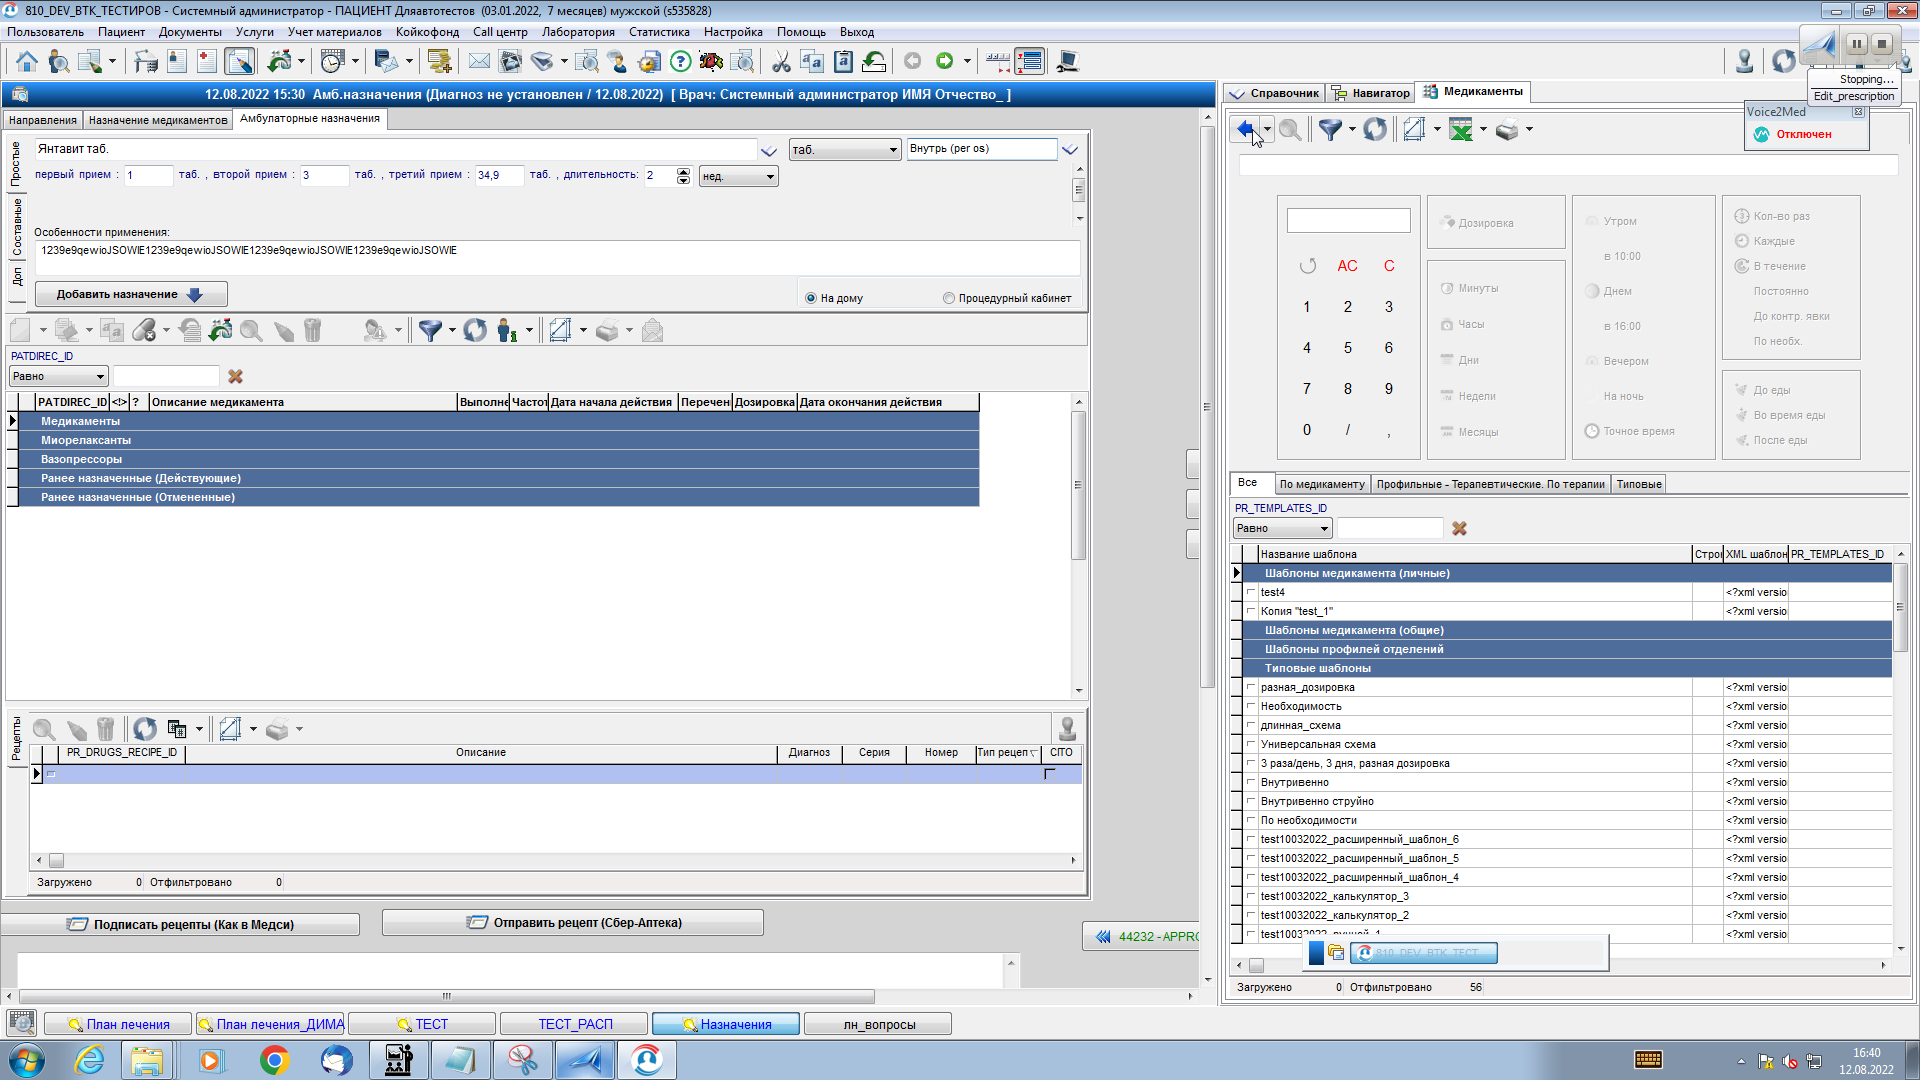 810_DEV_BTK_ТЕСТИРОВ - Системный администратор - ПАЦИЕНТ Дляавтотестов (03.01.2022, 7 месяцев) мужской (s535828)
Пользователь Пациент Документы Услуги Учет материалов Койкофонд Call центр Лаборатория Статистика Настройка Помощь Выход
Stopping...
Edit_prescription
12.08.2022 15:30 Амб.назначения (Диагноз не установлен / 12.08.2022) [ Врач: Системный администратор ИМЯ Отчество_ ]
Справочник Навигатор Медикаменты
Voice2Med
Отключен
Направления Назначение медикаментов Амбулаторные назначения
Простые
Составные
Доп
Янтавит таб. таб. Внутрь (per os)
первый прием : 1 таб. , второй прием : 3 таб. , третий прием : 34,9 таб. , длительность: 2 нед.
Особенности применения:
1239e9qewioJSOWIE1239e9qewioJSOWIE1239e9qewioJSOWIE1239e9qewioJSOWIE
Добавить назначение
На дому Процедурный кабинет
PATDIREC_ID
Равно
PATDIREC_ID <!> ? Описание медикамента Выполне Частот Дата начала действия Перечен Дозировка Дата окончания действия
Медикаменты
Миорелаксанты
Вазопрессоры
Ранее назначенные (Действующие)
Ранее назначенные (Отмененные)
Рецепты
PR_DRUGS_RECIPE_ID Описание Диагноз Серия Номер Тип рецеп CITO
Загружено 0 Отфильтровано 0
Подписать рецепты (Как в Медси) Отправить рецепт (Сбер-Аптека)
44232 - APPRO
AC C
1 2 3
4 5 6
7 8 9
0 / ,
Дозировка
Минуты
Часы
Дни
Недели
Месяцы
Утром
в 10:00
Днем
в 16:00
Вечером
На ночь
Точное время
Кол-во раз
Каждые
В течение
Постоянно
До контр. явки
По необх.
До еды
Во время еды
После еды
Все По медикаменту Профильные - Терапевтические. По терапии Типовые
PR_TEMPLATES_ID
Равно
Название шаблона Строк XML шаблон PR_TEMPLATES_ID
Шаблоны медикамента (личные)
test4 <?xml versio
Копия "test_1" <?xml versio
Шаблоны медикамента (общие)
Шаблоны профилей отделений
Типовые шаблоны
разная_дозировка <?xml versio
Необходимость <?xml versio
длинная_схема <?xml versio
Универсальная схема <?xml versio
3 раза/день, 3 дня, разная дозировка <?xml versio
Внутривенно <?xml versio
Внутривенно струйно <?xml versio
По необходимости <?xml versio
test10032022_расширенный_шаблон_6 <?xml versio
test10032022_расширенный_шаблон_5 <?xml versio
test10032022_расширенный_шаблон_4 <?xml versio
test10032022_калькулятор_3 <?xml versio
test10032022_калькулятор_2 <?xml versio
test10032022_ручной_1 <?xml versio
810_DEV_BTK_ТЕСТ...
Загружено 0 Отфильтровано 56
План лечения План лечения_ДИМА ТЕСТ ТЕСТ_РАСП Назначения лн_вопросы
16:40
12.08.2022